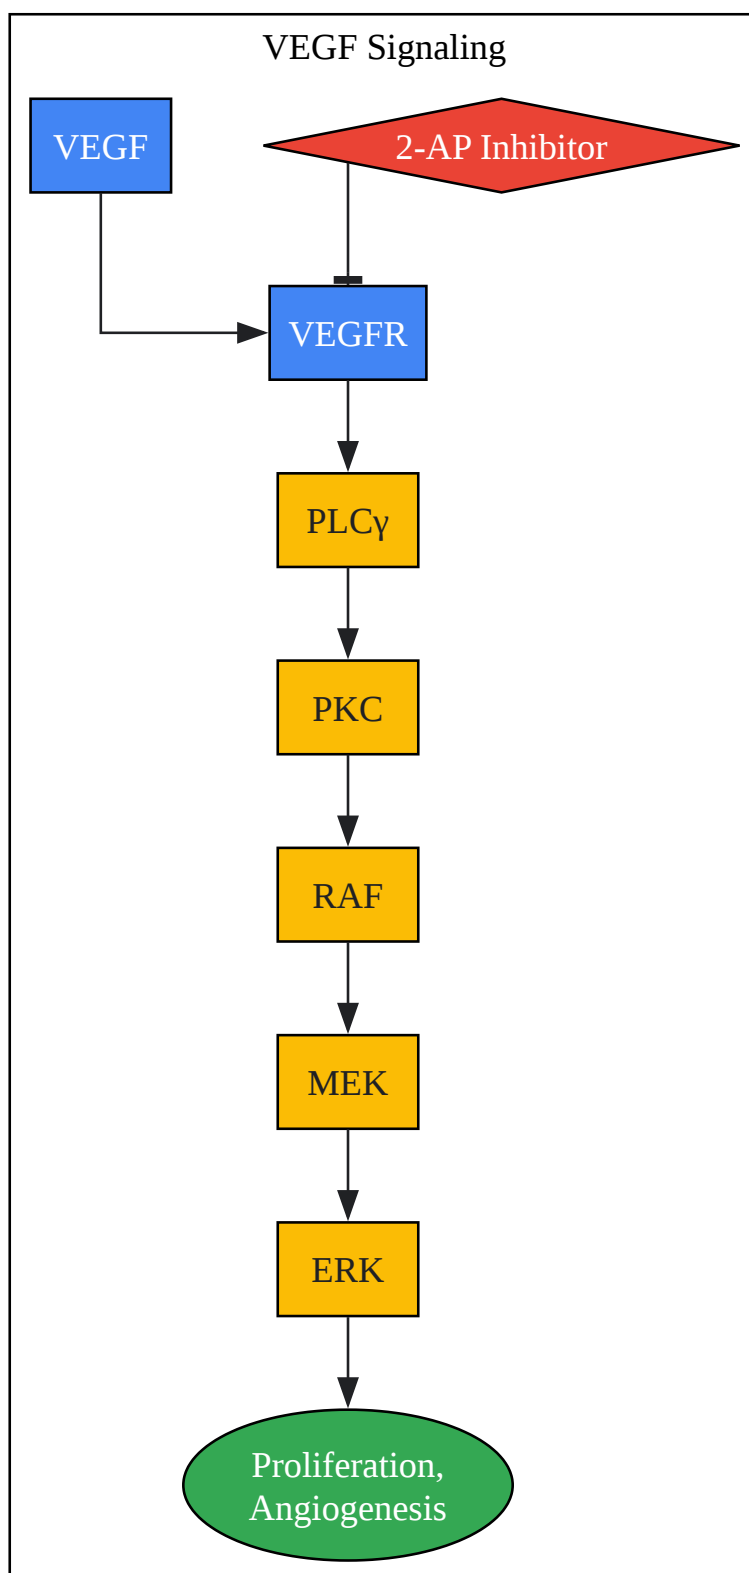 VEGF Signaling
VEGF
2-AP Inhibitor
VEGFR
PLCγ
PKC
RAF
MEK
ERK
Proliferation,
Angiogenesis